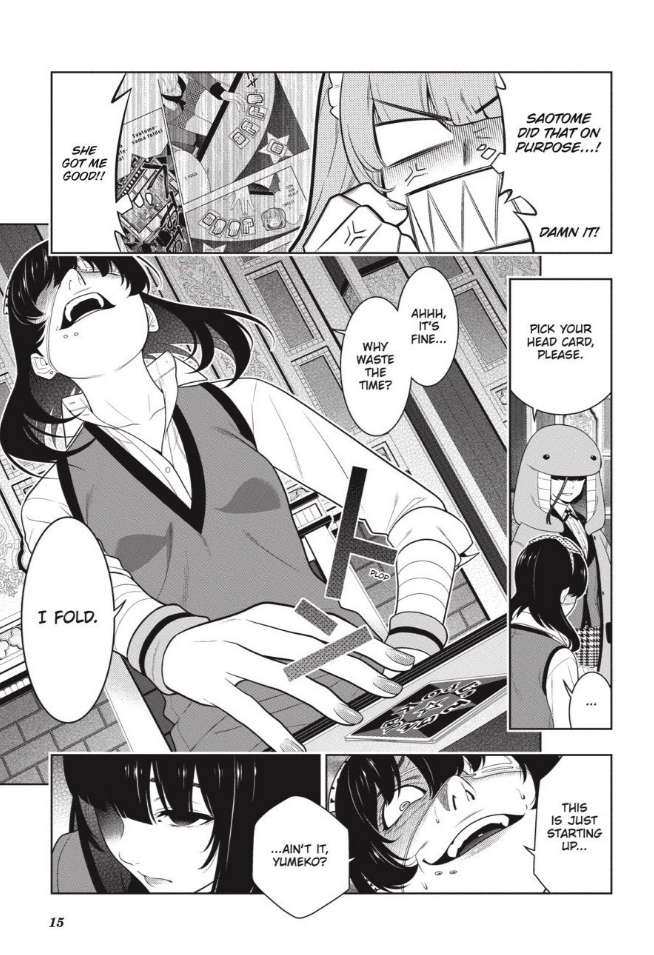 SAOTOME
DID THAT ON
PURPOSE...!
DAMN IT!
SHE
GOT ME
GOOD!!
PICK YOUR
HEAD CARD,
PLEASE.
...
AHHH,
IT'S
FINE...
WHY
WASTE
THE
TIME?
PLOP
I FOLD.
THIS
IS JUST
STARTING
UP...
...AIN'T IT,
YUMEKO?
15